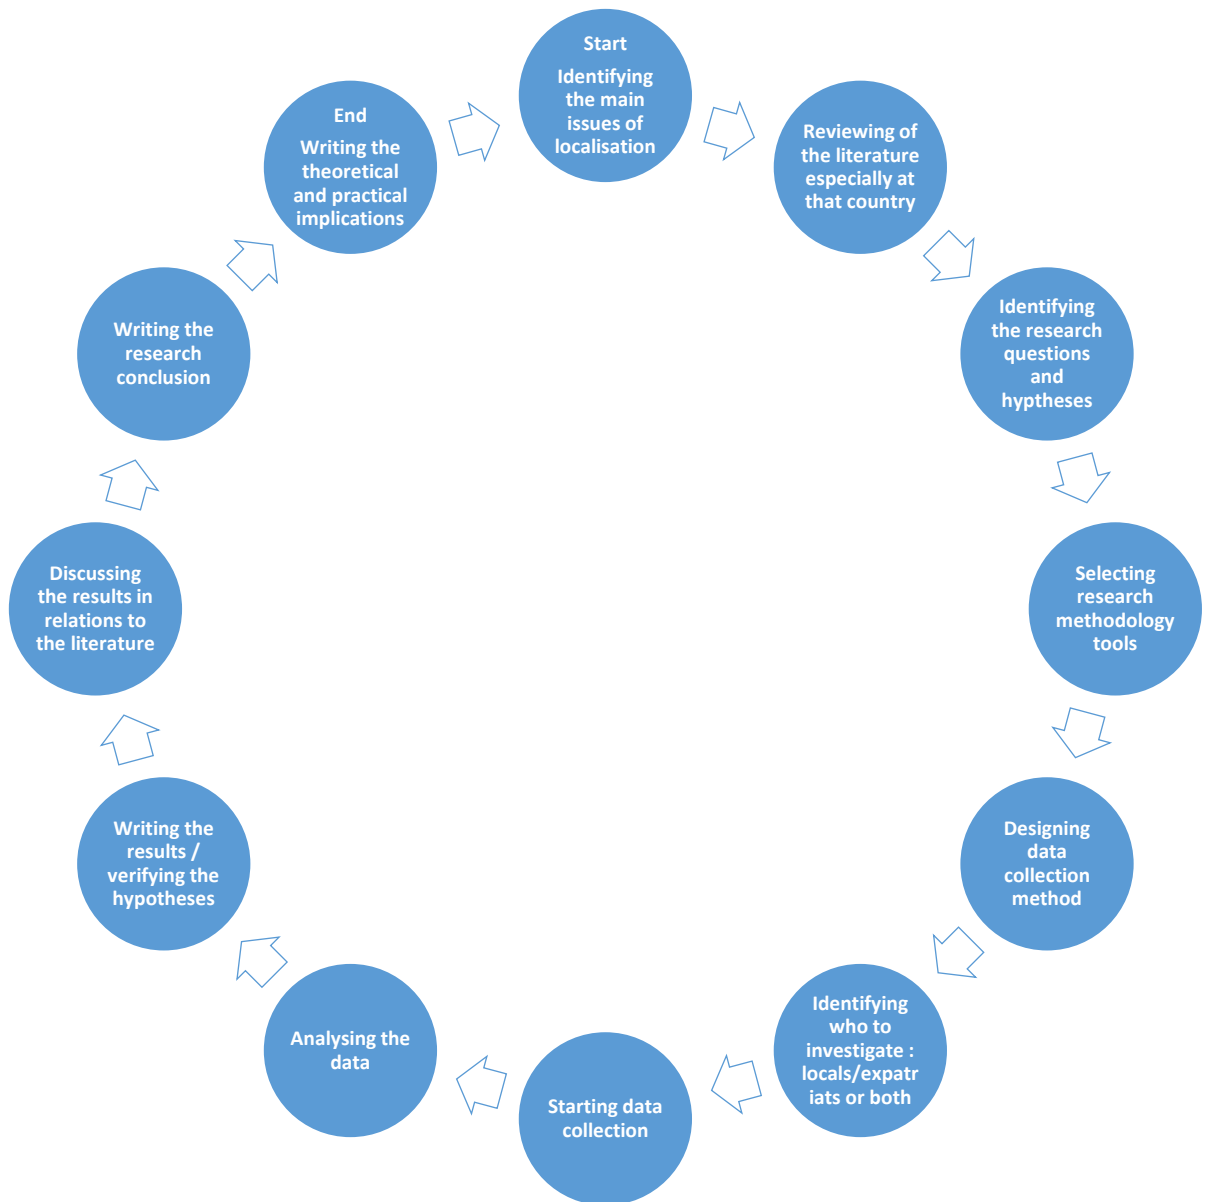 Start
Identifying
the main
issues of
localisation
Reviewing of
the literature
especially at
that country
Identifying
the research
questions
and
hyptheses
Selecting
research
methodology
tools
Designing
data
collection
method
Identifying
who to
investigate :
locals/expatr
iats or both
Starting data
collection
Analysing the
data
Writing the
results /
verifying the
hypotheses
Discussing
the results in
relations to
the literature
Writing the
research
conclusion
End
Writing the
theoretical
and practical
implications